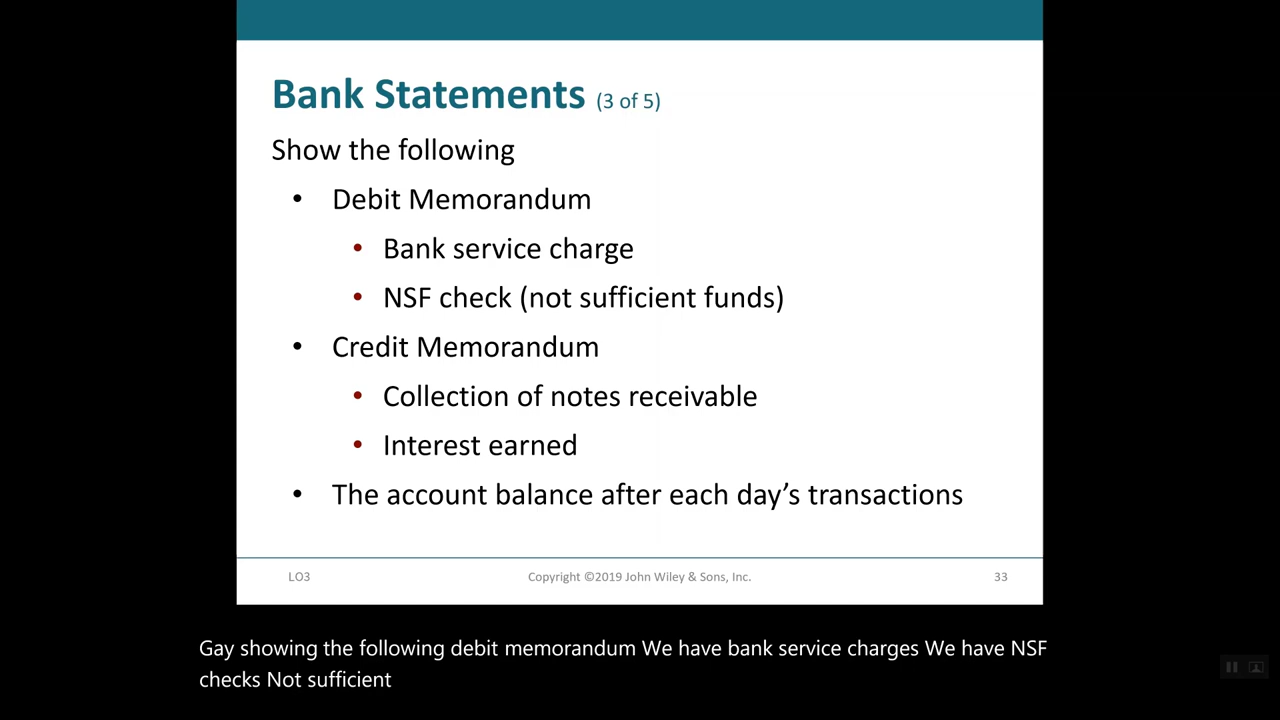 Bank Statements (3 of 5)
Show the following
• Debit Memorandum
• Bank service charge
• NSF check (not sufficient funds)
• Credit Memorandum
• Collection of notes receivable
• Interest earned
• The account balance after each day’s transactions
LO3 Copyright ©2019 John Wiley & Sons, Inc. 33
Gay showing the following debit memorandum We have bank service charges We have NSF
checks Not sufficient